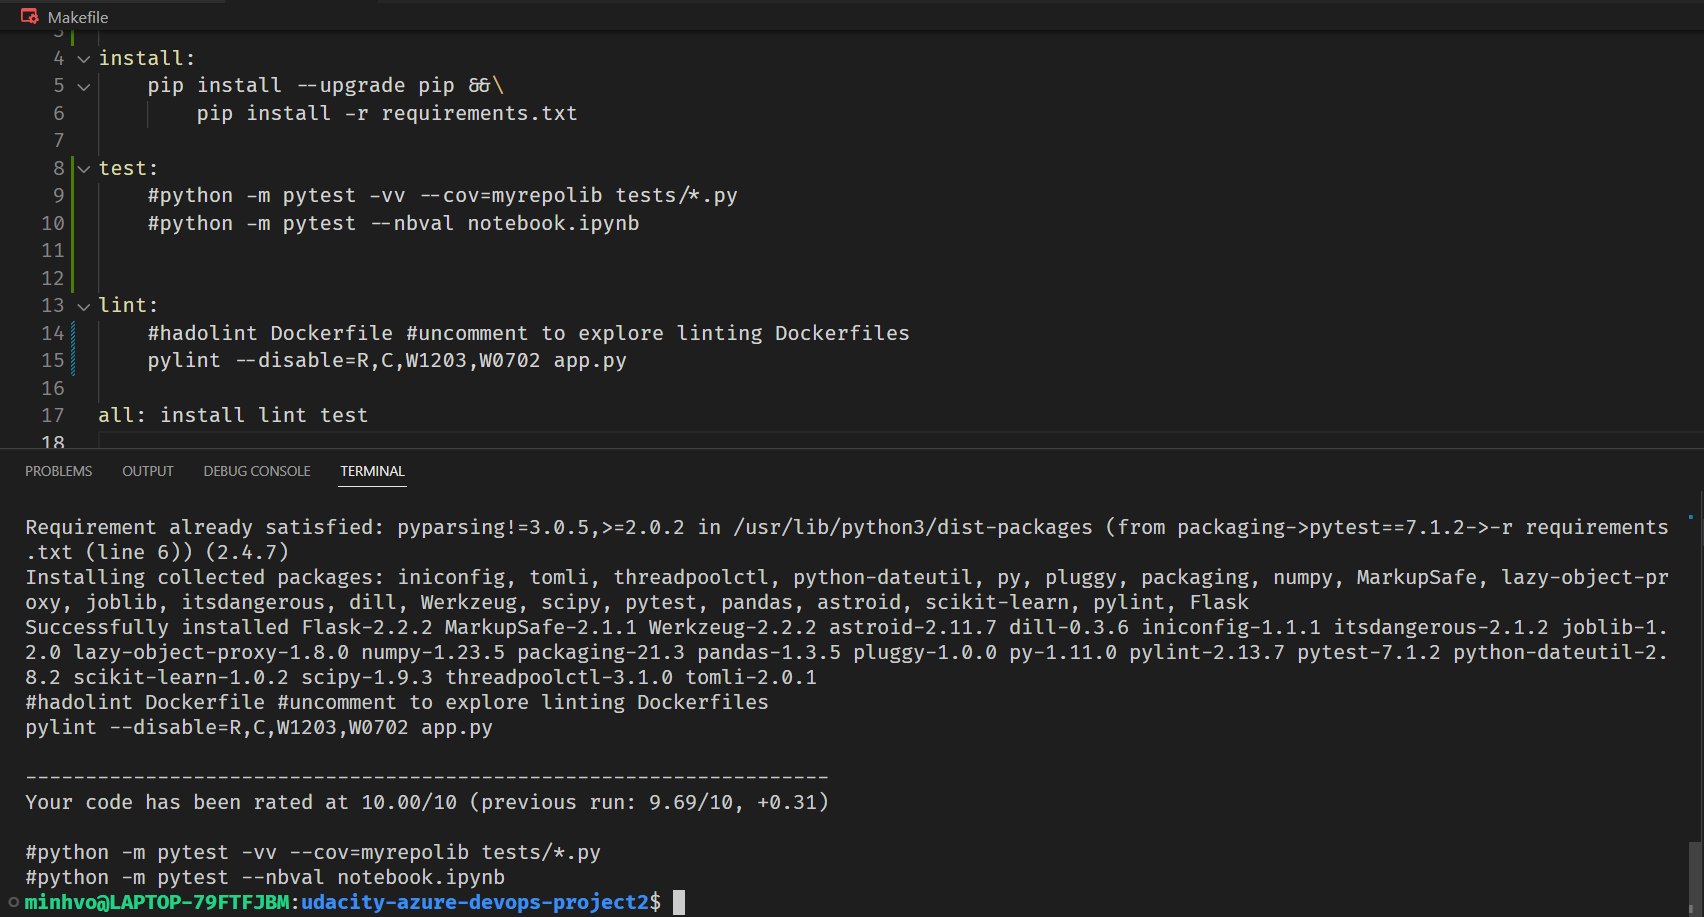 Makefile
3
4 install:
5 pip install --upgrade pip &&\
6 pip install -r requirements.txt
7
8 test:
9 #python -m pytest -vv --cov=myrepolib tests/*.py
10 #python -m pytest --nbval notebook.ipynb
11
12
13 lint:
14 #hadolint Dockerfile #uncomment to explore linting Dockerfiles
15 pylint --disable=R,C,W1203,W0702 app.py
16
17 all: install lint test
18
PROBLEMS OUTPUT DEBUG CONSOLE TERMINAL
Requirement already satisfied: pyparsing!=3.0.5,>=2.0.2 in /usr/lib/python3/dist-packages (from packaging->pytest==7.1.2->-r requirements
.txt (line 6)) (2.4.7)
Installing collected packages: iniconfig, tomli, threadpoolctl, python-dateutil, py, pluggy, packaging, numpy, MarkupSafe, lazy-object-pr
oxy, joblib, itsdangerous, dill, Werkzeug, scipy, pytest, pandas, astroid, scikit-learn, pylint, Flask
Successfully installed Flask-2.2.2 MarkupSafe-2.1.1 Werkzeug-2.2.2 astroid-2.11.7 dill-0.3.6 iniconfig-1.1.1 itsdangerous-2.1.2 joblib-1.
2.0 lazy-object-proxy-1.8.0 numpy-1.23.5 packaging-21.3 pandas-1.3.5 pluggy-1.0.0 py-1.11.0 pylint-2.13.7 pytest-7.1.2 python-dateutil-2.
8.2 scikit-learn-1.0.2 scipy-1.9.3 threadpoolctl-3.1.0 tomli-2.0.1
#hadolint Dockerfile #uncomment to explore linting Dockerfiles
pylint --disable=R,C,W1203,W0702 app.py
-------------------------------------------------------------------
Your code has been rated at 10.00/10 (previous run: 9.69/10, +0.31)
#python -m pytest -vv --cov=myrepolib tests/*.py
#python -m pytest --nbval notebook.ipynb
minhvo@LAPTOP-79FTFJBM:udacity-azure-devops-project2$